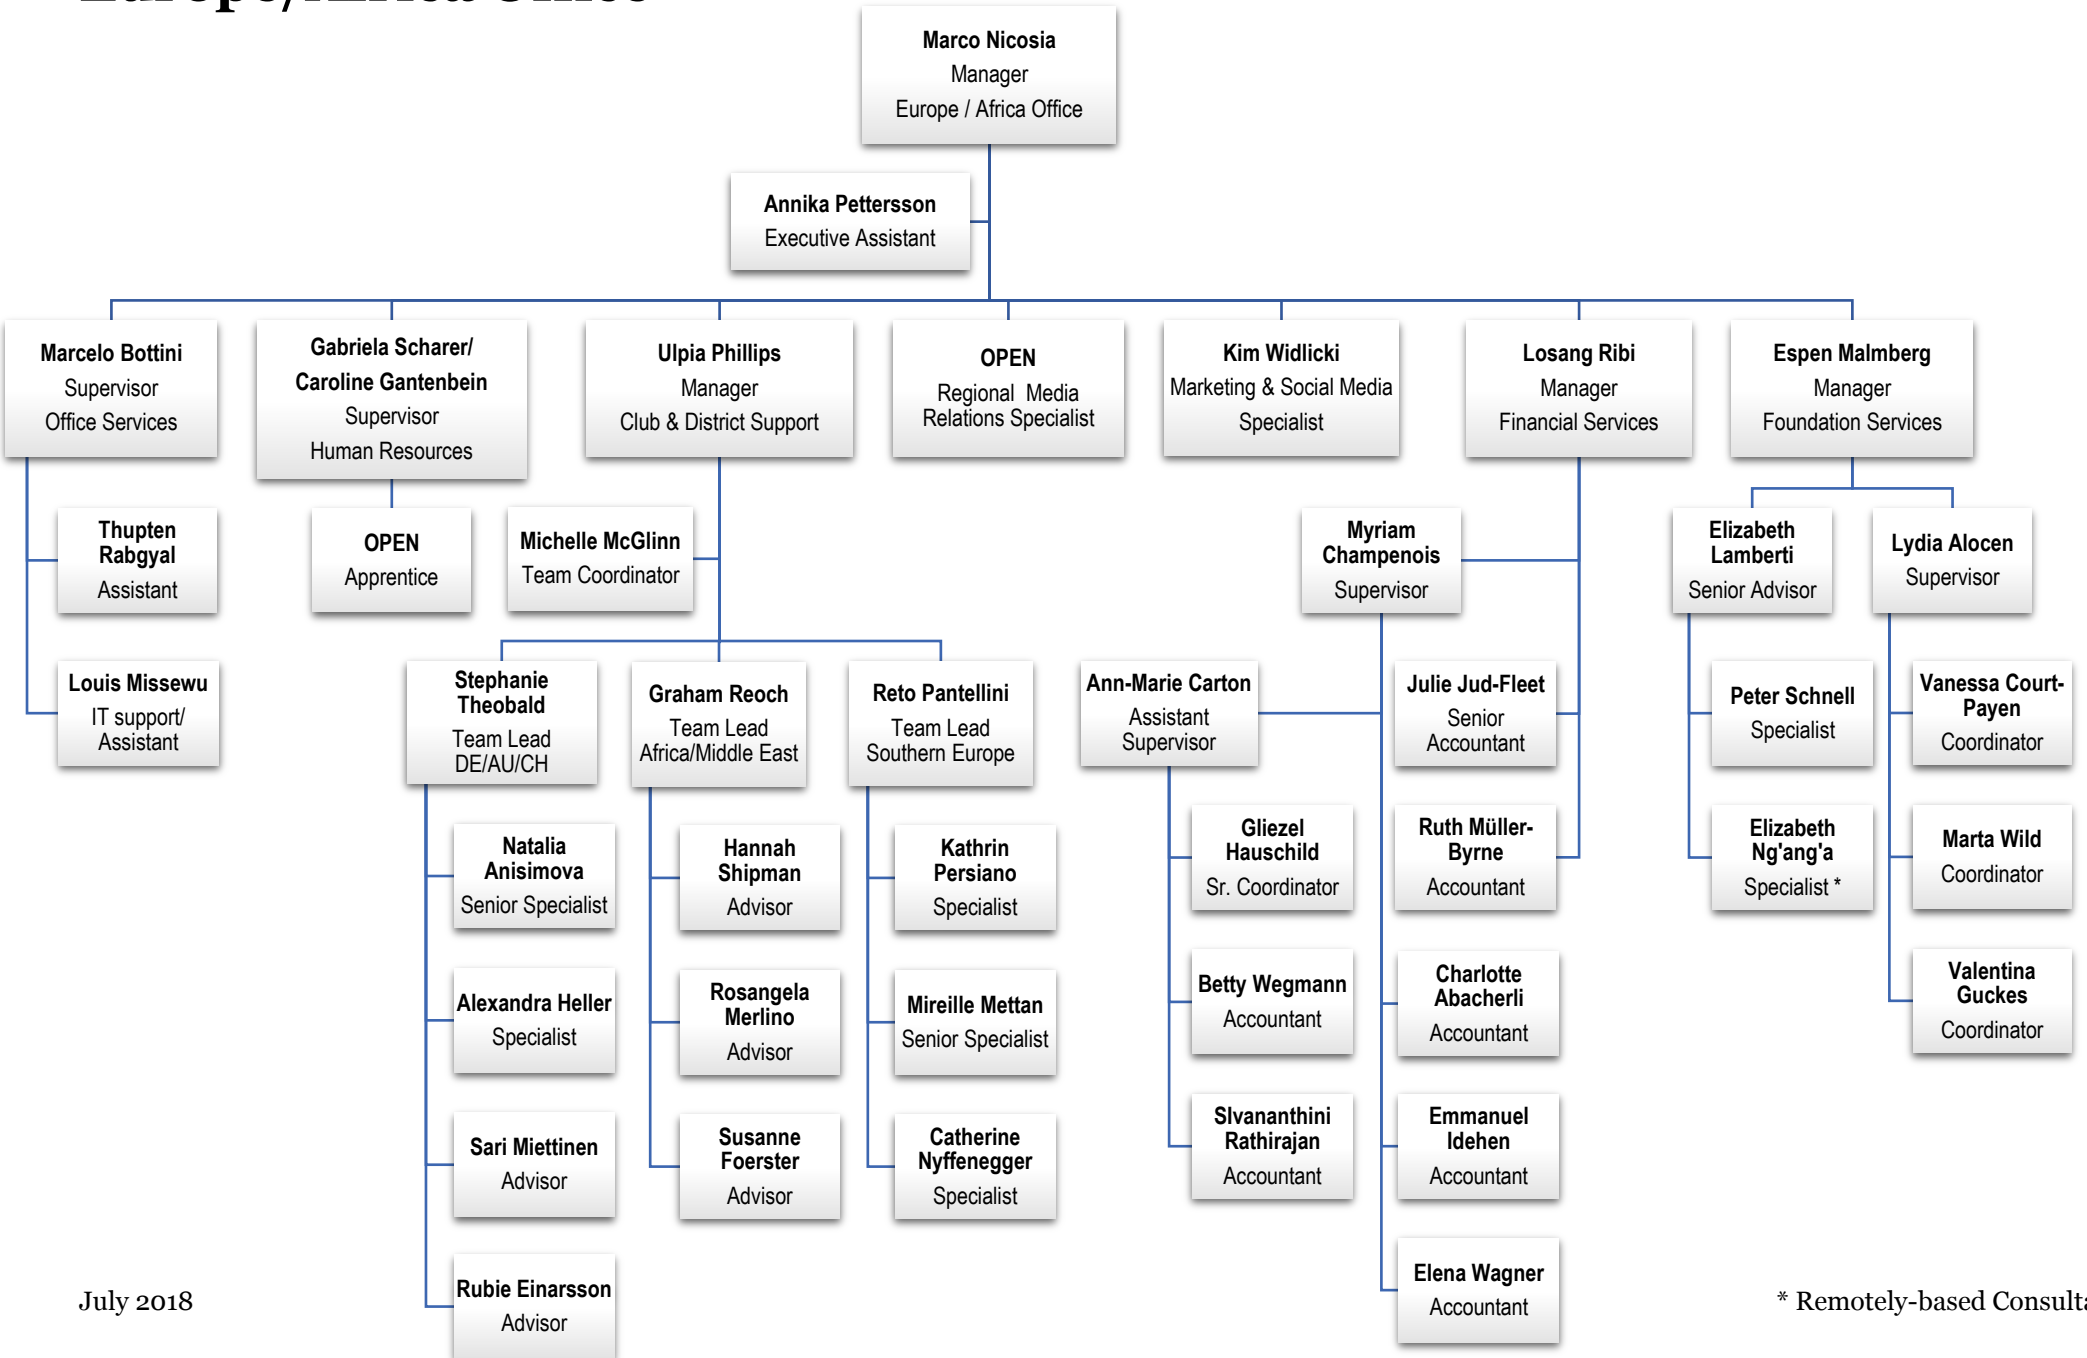 Europe/Africa Office
Marco Nicosia
Manager
Europe / Africa Office
Annika Pettersson
Executive Assistant
Marcelo Bottini
Supervisor
Office Services
Gabriela Scharer/
Caroline Gantenbein
Supervisor
Human Resources
Ulpia Phillips
Manager
Club & District Support
OPEN
Regional Media
Relations Specialist
Kim Widlicki
Marketing & Social Media
Specialist
Losang Ribi
Manager
Financial Services
Espen Malmberg
Manager
Foundation Services
Thupten
Rabgyal
Assistant
OPEN
Apprentice
Michelle McGlinn
Team Coordinator
Myriam
Champenois
Supervisor
Elizabeth
Lamberti
Senior Advisor
Lydia Alocen
Supervisor
Louis Missewu
IT support/
Assistant
Stephanie
Theobald
Team Lead
DE/AU/CH
Graham Reoch
Team Lead
Africa/Middle East
Reto Pantellini
Team Lead
Southern Europe
Ann-Marie Carton
Assistant
Supervisor
Julie Jud-Fleet
Senior
Accountant
Peter Schnell
Specialist
Vanessa Court-
Payen
Coordinator
Natalia
Anisimova
Senior Specialist
Hannah
Shipman
Advisor
Kathrin
Persiano
Specialist
Gliezel
Hauschild
Sr. Coordinator
Ruth Müller-
Byrne
Accountant
Elizabeth
Ng'ang'a
Specialist *
Marta Wild
Coordinator
Alexandra Heller
Specialist
Rosangela
Merlino
Advisor
Mireille Mettan
Senior Specialist
Betty Wegmann
Accountant
Charlotte
Abacherli
Accountant
Valentina
Guckes
Coordinator
Sari Miettinen
Advisor
Susanne
Foerster
Advisor
Catherine
Nyffenegger
Specialist
SIvananthini
Rathirajan
Accountant
Emmanuel
Idehen
Accountant
Rubie Einarsson
Advisor
Elena Wagner
Accountant
July 2018
* Remotely-based